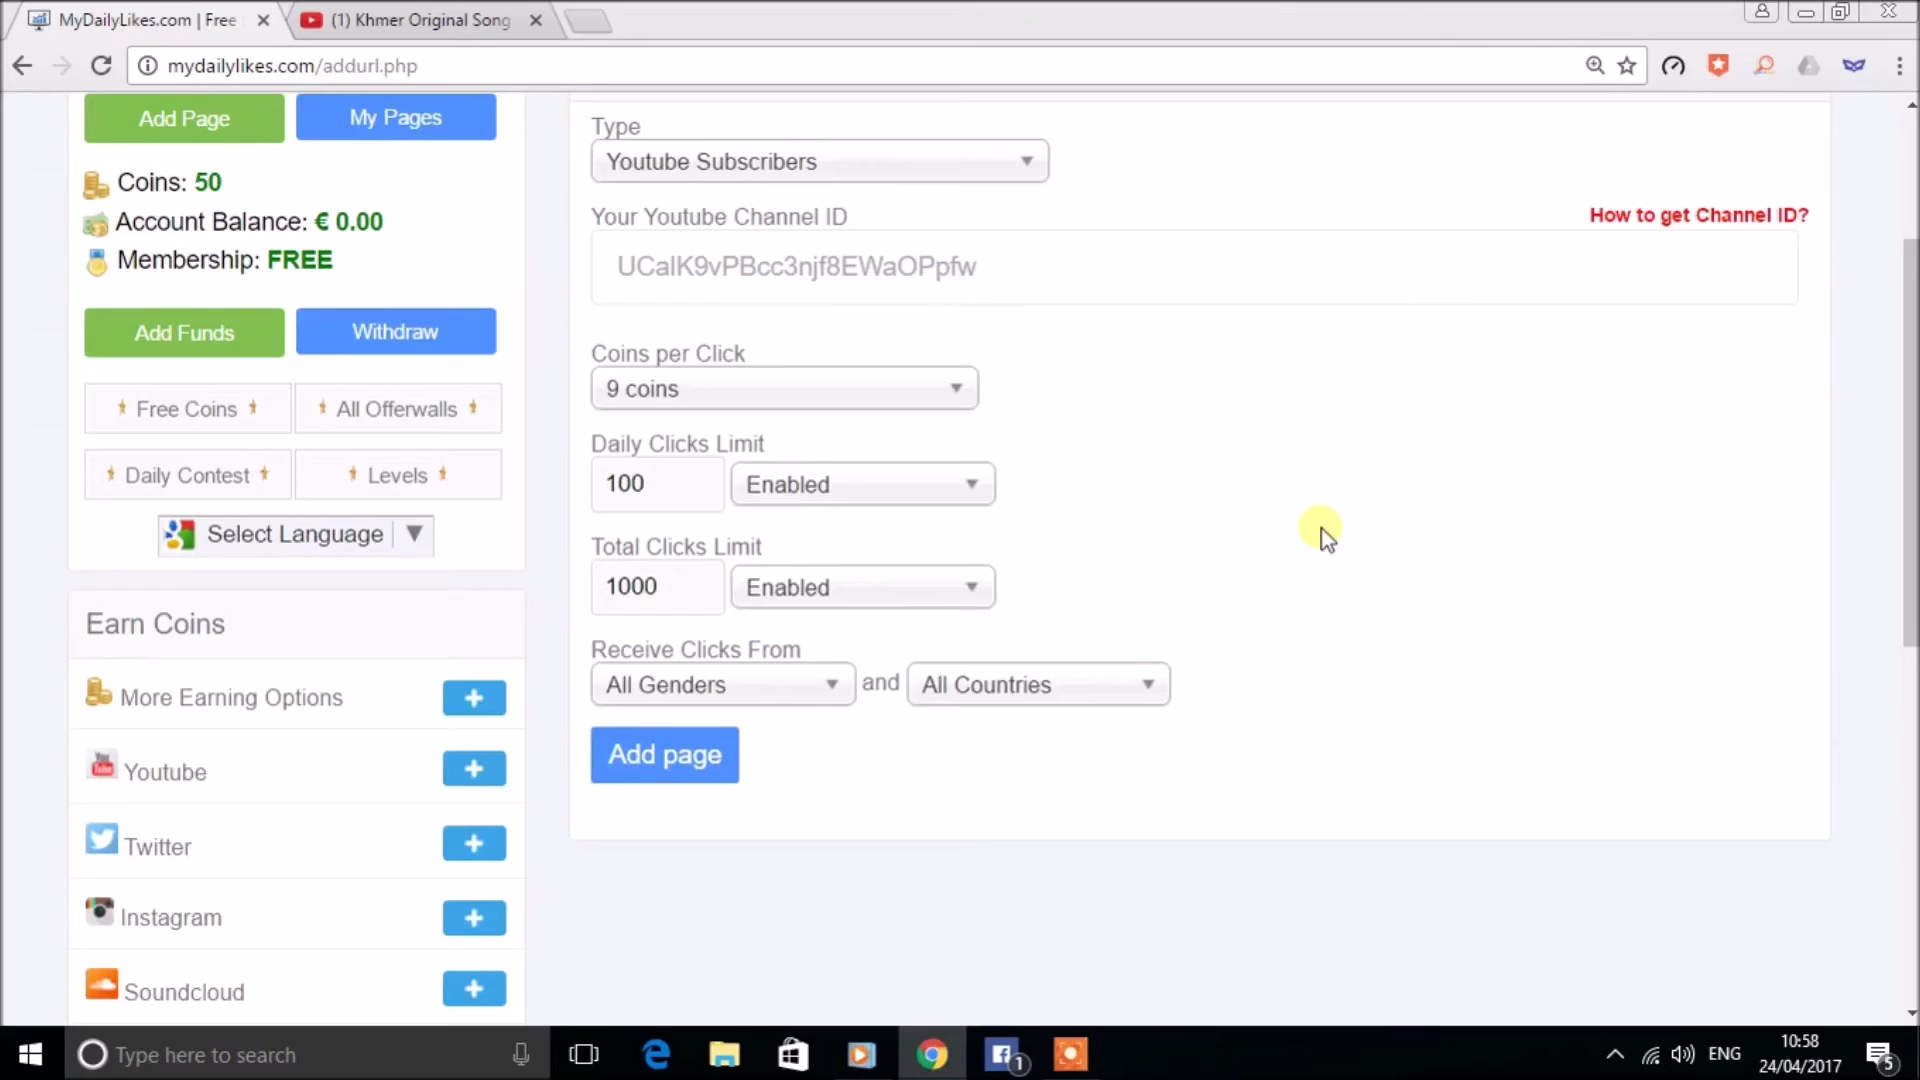 MyDailyLikes.com | Free
(1) Khmer Original Song
mydailylikes.com/addurl.php
Add Page
My Pages
Coins: 50
Account Balance: € 0.00
Membership: FREE
Add Funds
Withdraw
Free Coins
All Offerwalls
Daily Contest
Levels
Select Language
Earn Coins
More Earning Options
Youtube
Twitter
Instagram
Soundcloud
Type
Youtube Subscribers
Your Youtube Channel ID
How to get Channel ID?
UCalK9vPBcc3njf8EWaOPpfw
Coins per Click
9 coins
Daily Clicks Limit
100
Enabled
Total Clicks Limit
1000
Enabled
Receive Clicks From
All Genders and All Countries
Add page
Type here to search
1
ENG
10:58
24/04/2017
5